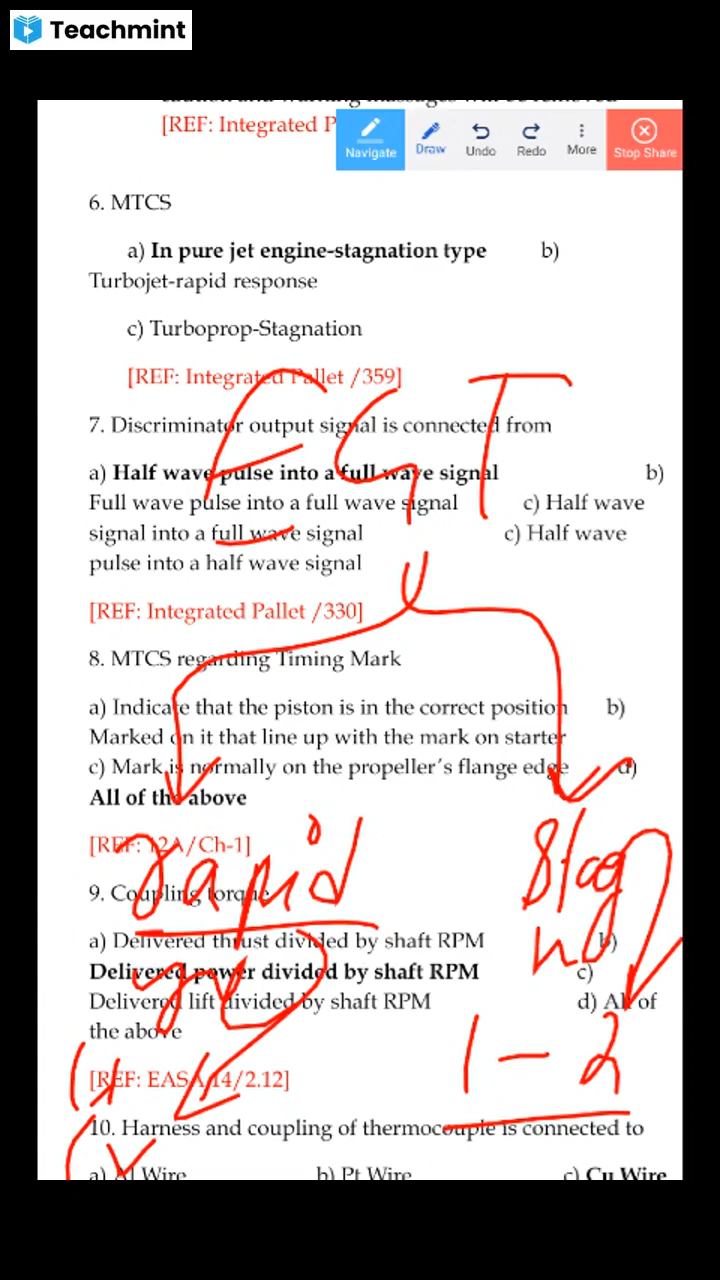 Teachmint
[REF: Integrated P
Navigate
Draw
Undo
Redo
More
Stop Share
6. MTCS
a) In pure jet engine-stagnation type b)
Turbojet-rapid response
c) Turboprop-Stagnation
[REF: Integrated Pallet /359]
EGT
7. Discriminator output signal is connected from
a) Half wave pulse into a full wave signal b)
Full wave pulse into a full wave signal c) Half wave
signal into a full wave signal c) Half wave
pulse into a half wave signal
[REF: Integrated Pallet /330]
8. MTCS regarding Timing Mark
a) Indicate that the piston is in the correct position b)
Marked on it that line up with the mark on starter
c) Mark is normally on the propeller's flange edge d)
All of the above
[REF: 12A/Ch-1]
rapid
9. Coupling torque
a) Delivered thrust divided by shaft RPM b)
Delivered power divided by shaft RPM c)
Delivered lift divided by shaft RPM d) All of
the above
1 - 2
[REF: EASA 14/2.12]
10. Harness and coupling of thermocouple is connected to
a) Al Wire b) Pt Wire c) Cu Wire